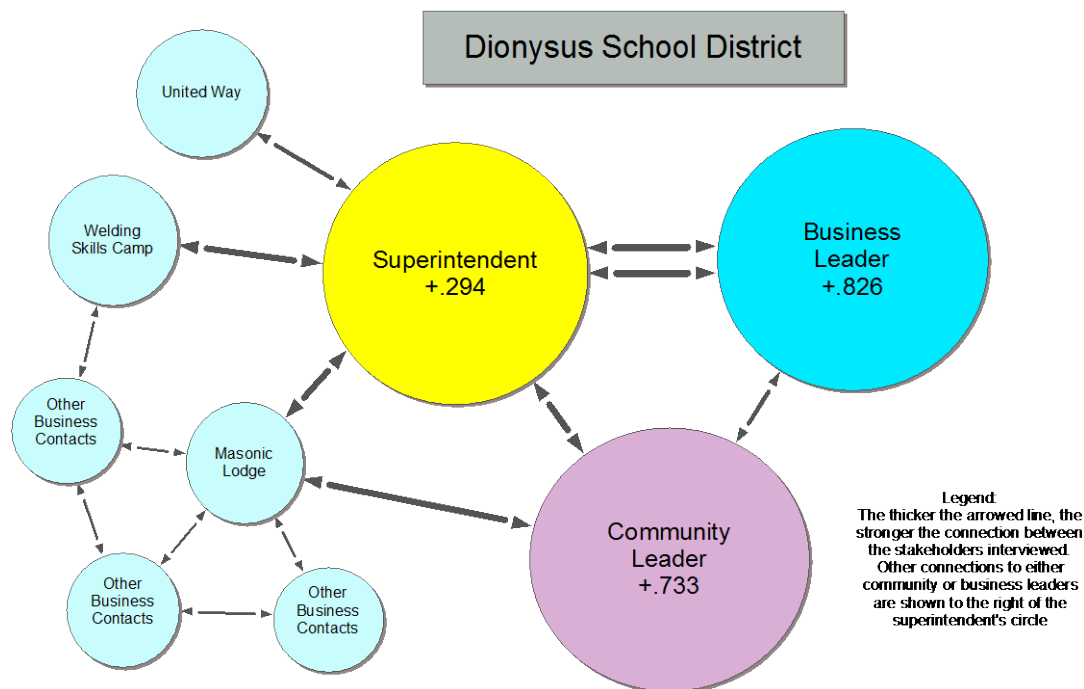 Dionysus School District
United Way
Welding
Skills Camp
Superintendent
+.294
Business
Leader
+.826
Other
Business
Contacts
Masonic
Lodge
Community
Leader
+.733
Other
Business
Contacts
Other
Business
Contacts
Legend:
The thicker the arrowed line, the
stronger the connection between
the stakeholders interviewed.
Other connections to either
community or business leaders
are shown to the right of the
superintendent's circle